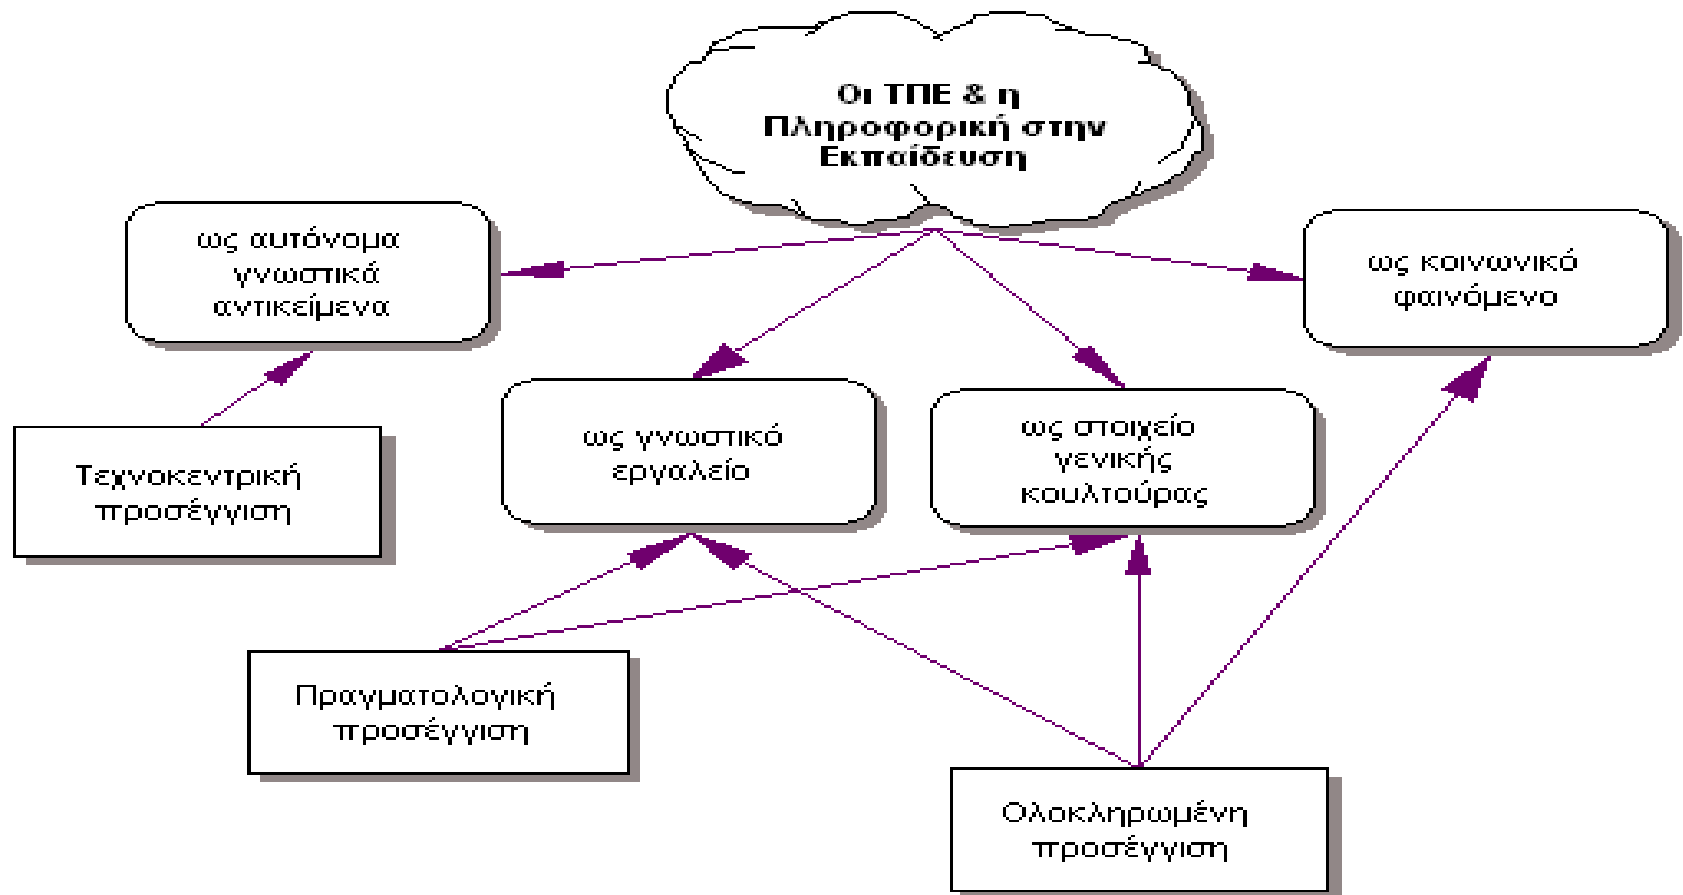 Οι ΤΠΕ & η
Πληροφορική στην
Εκπαίδευση
ως αυτόνομα
γνωστικά
αντικείμενα
ως κοινωνικό
φαινόμενο
ως γνωστικό
εργαλείο
ως στοιχείο
γενικής
κουλτούρας
Τεχνοκεντρική
προσέγγιση
Πραγματολογική
προσέγγιση
Ολοκληρωμένη
προσέγγιση